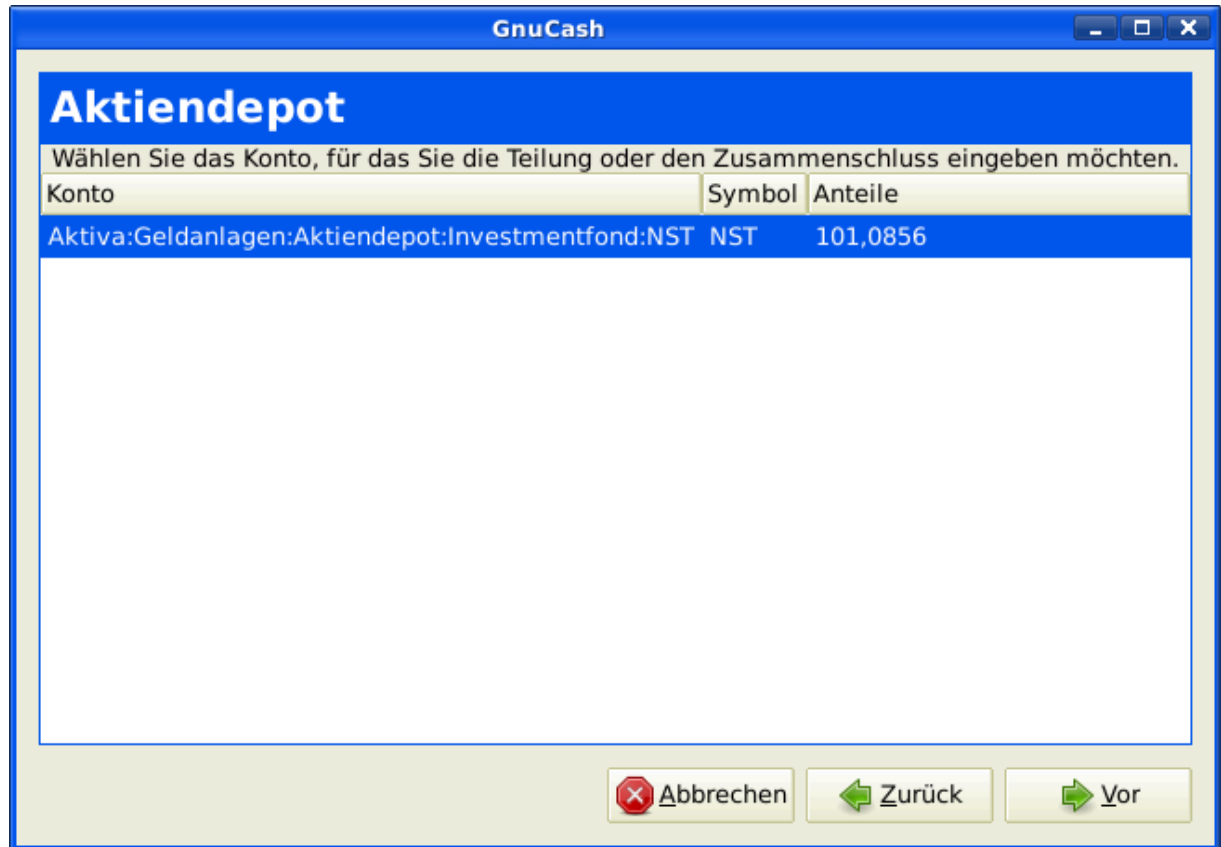 GnuCash
Aktiendepot
Wählen Sie das Konto, für das Sie die Teilung oder den Zusammenschluss eingeben möchten.
Konto Symbol Anteile
Aktiva:Geldanlagen:Aktiendepot:Investmentfond:NST NST 101,0856
Abbrechen Zurück Vor